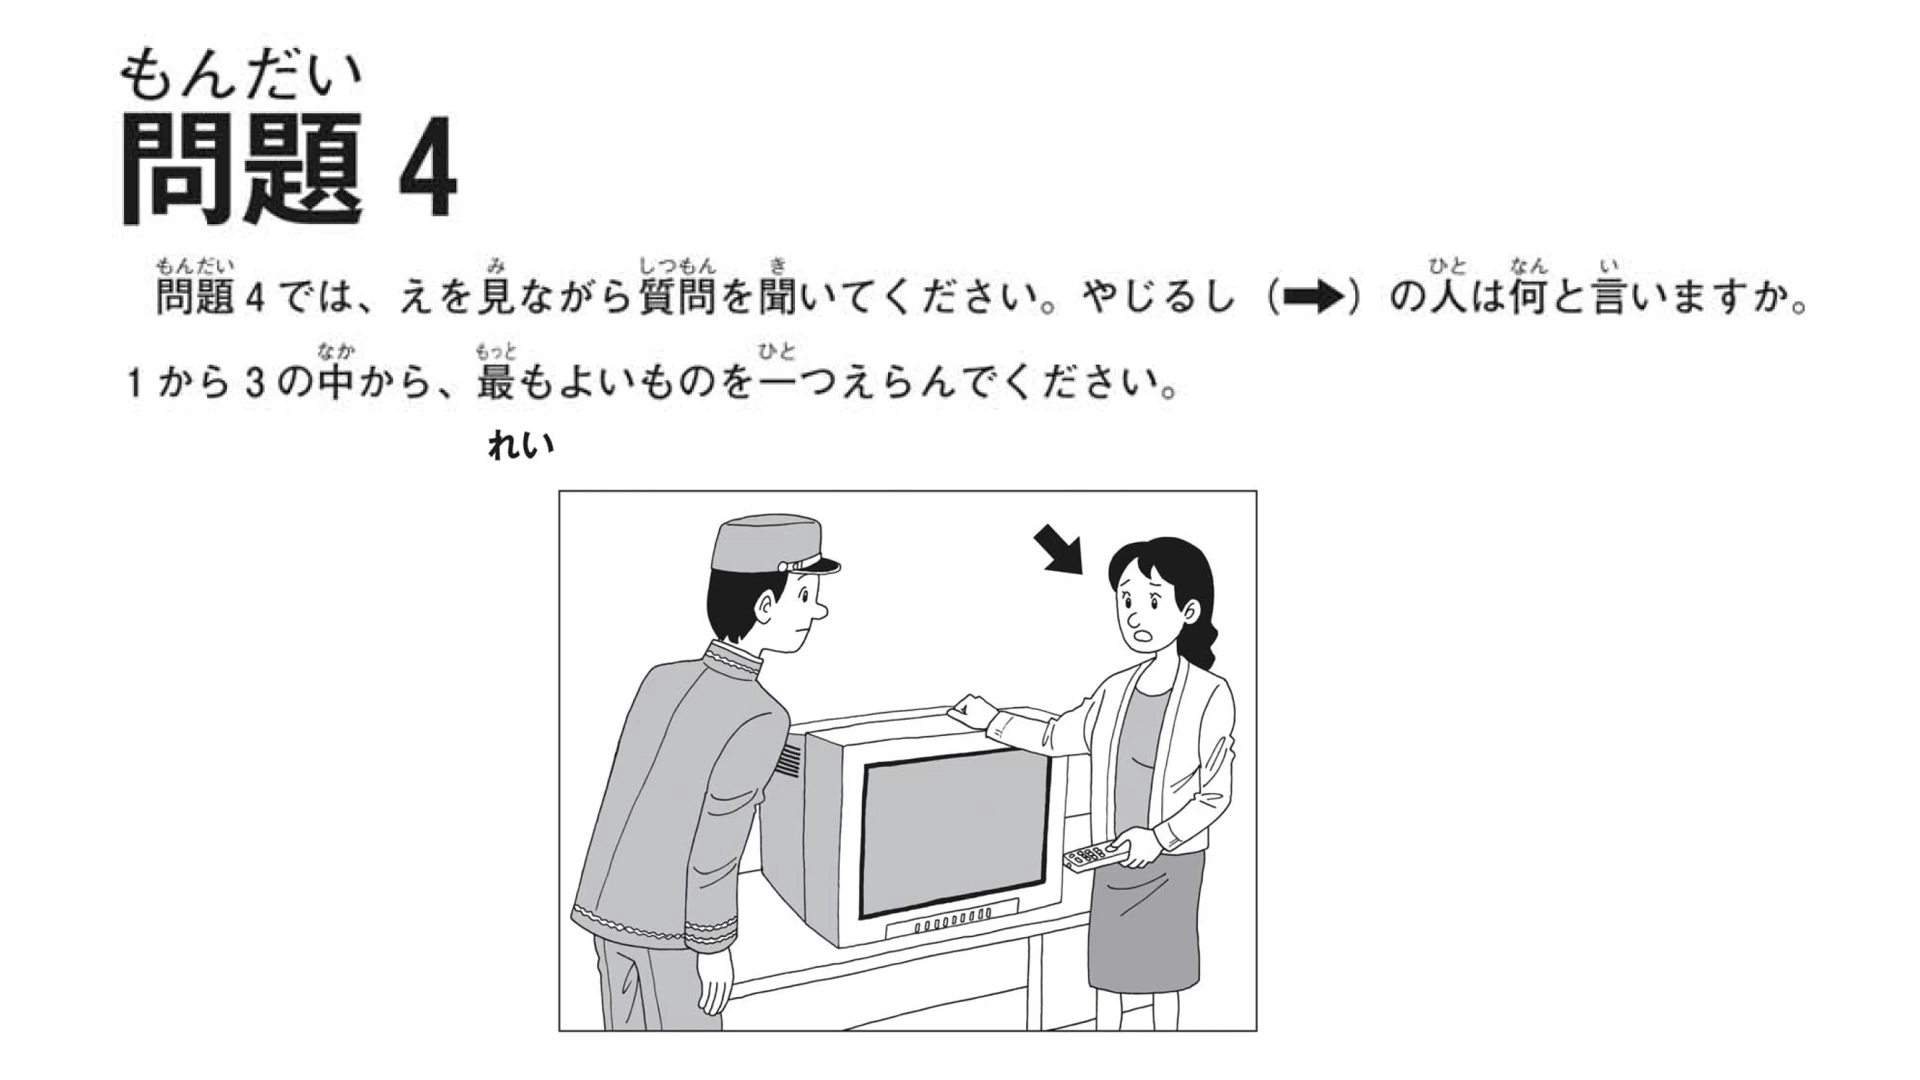 もんだい
問題4
もんだい み しつもん き ひと なん い
問題4では、えを見ながら質問を聞いてください。やじるし（➡）の人は何と言いますか。
なか もっと ひと
1から3の中から、最もよいものを一つえらんでください。
れい